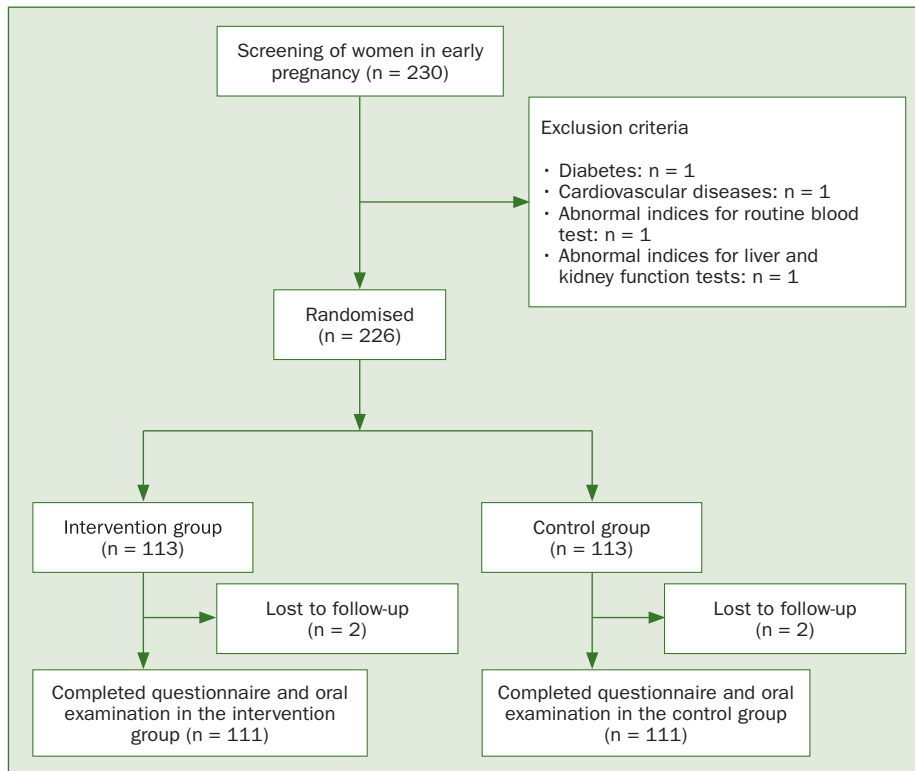 Screening of women in early
pregnancy (n = 230)
Exclusion criteria
• Diabetes: n = 1
• Cardiovascular diseases: n = 1
• Abnormal indices for routine blood
test: n = 1
• Abnormal indices for liver and
kidney function tests: n = 1
Randomised
(n = 226)
Intervention group
(n = 113)
Control group
(n = 113)
Lost to follow-up
(n = 2)
Lost to follow-up
(n = 2)
Completed questionnaire and oral
examination in the intervention
group (n = 111)
Completed questionnaire and oral
examination in the control group
(n = 111)